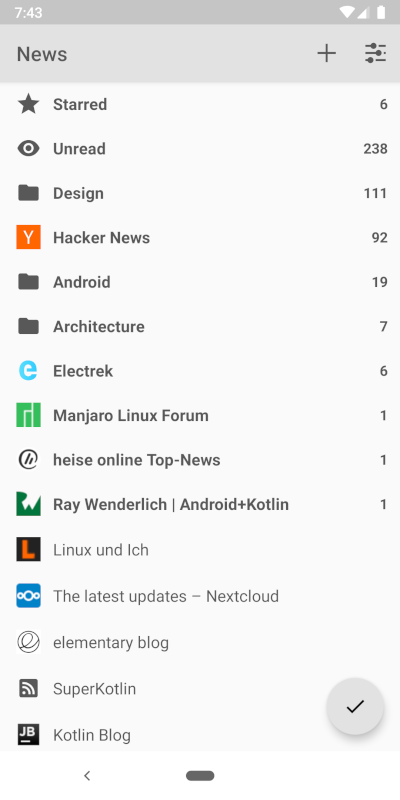 7:43
News
Starred 6
Unread 238
Design 111
Y Hacker News 92
Android 19
Architecture 7
e Electrek 6
Manjaro Linux Forum 1
heise online Top-News 1
Ray Wenderlich | Android+Kotlin 1
L Linux und Ich
The latest updates – Nextcloud
elementary blog
SuperKotlin
JB Kotlin Blog